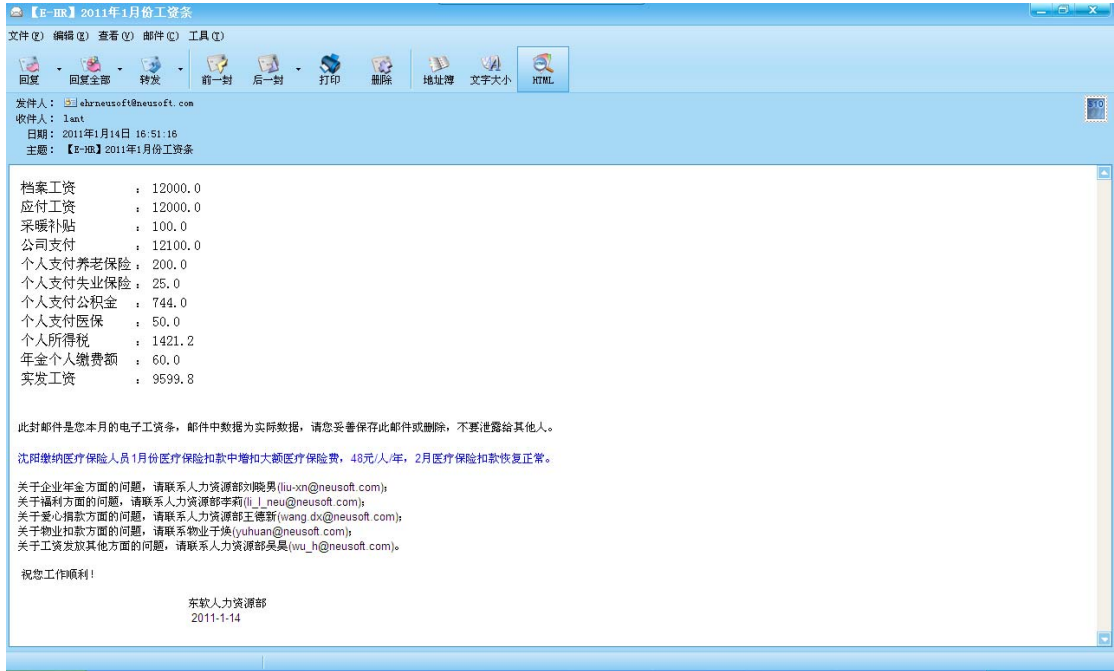 【E-HR】2011年1月份工资条
文件(F) 编辑(E) 查看(V) 邮件(C) 工具(T)
回复 回复全部 转发 前一封 后一封 打印 删除 地址簿 文字大小 HTML
发件人： ehrneusoft@neusoft.com
收件人： lant
日期： 2011年1月14日 16:51:16
主题： 【E-HR】2011年1月份工资条
档案工资 ： 12000.0
应付工资 ： 12000.0
采暖补贴 ： 100.0
公司支付 ： 12100.0
个人支付养老保险： 200.0
个人支付失业保险： 25.0
个人支付公积金 ： 744.0
个人支付医保 ： 50.0
个人所得税 ： 1421.2
年金个人缴费额 ： 60.0
实发工资 ： 9599.8
此封邮件是您本月的电子工资条，邮件中数据为实际数据，请您妥善保存此邮件或删除，不要泄露给其他人。
沈阳缴纳医疗保险人员1月份医疗保险扣款中增扣大额医疗保险费，48元/人/年，2月医疗保险扣款恢复正常。
关于企业年金方面的问题，请联系人力资源部刘晓男(liu-xn@neusoft.com)；
关于福利方面的问题，请联系人力资源部李莉(li_l_neu@neusoft.com)；
关于爱心捐款方面的问题，请联系人力资源部王德新(wang.dx@neusoft.com)；
关于物业扣款方面的问题，请联系物业于焕(yuhuan@neusoft.com)；
关于工资发放其他方面的问题，请联系人力资源部吴昊(wu_h@neusoft.com)。
祝您工作顺利！
东软人力资源部
2011-1-14